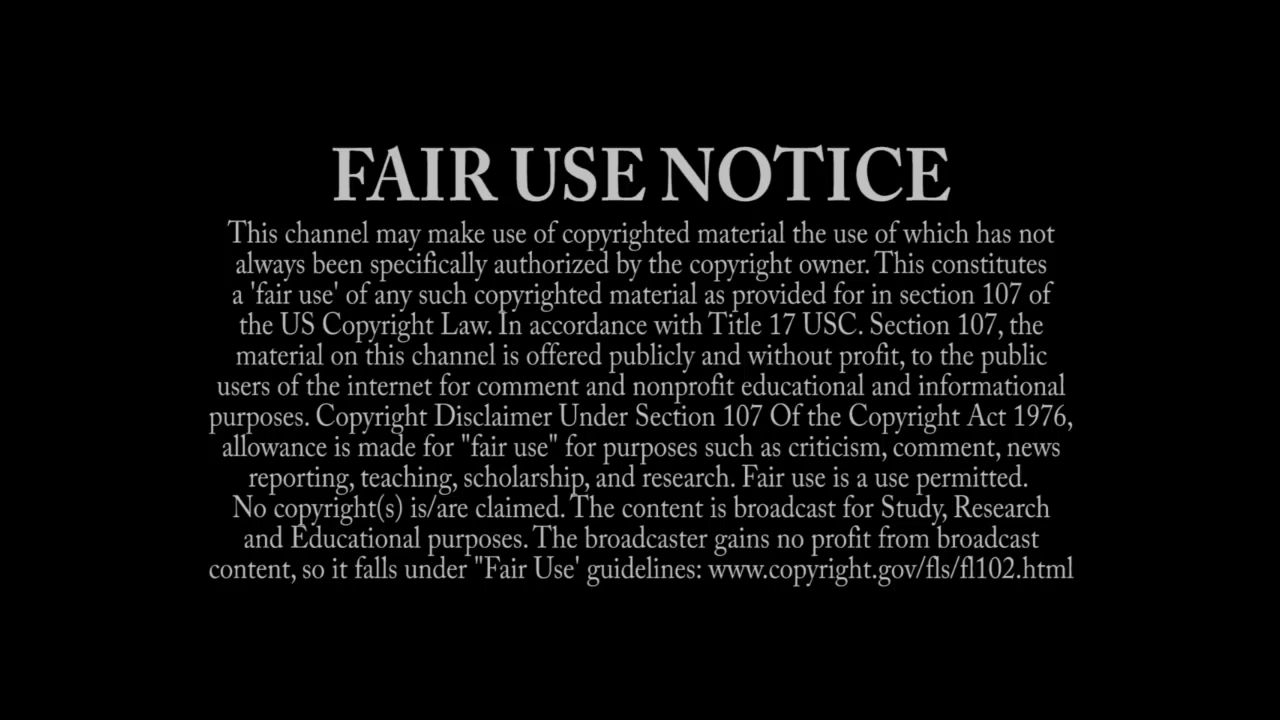 FAIR USE NOTICE
This channel may make use of copyrighted material the use of which has not
always been specifically authorized by the copyright owner. This constitutes
a 'fair use' of any such copyrighted material as provided for in section 107 of
the US Copyright Law. In accordance with Title 17 USC. Section 107, the
material on this channel is offered publicly and without profit, to the public
users of the internet for comment and nonprofit educational and informational
purposes. Copyright Disclaimer Under Section 107 Of the Copyright Act 1976,
allowance is made for "fair use" for purposes such as criticism, comment, news
reporting, teaching, scholarship, and research. Fair use is a use permitted.
No copyright(s) is/are claimed. The content is broadcast for Study, Research
and Educational purposes. The broadcaster gains no profit from broadcast
content, so it falls under "Fair Use' guidelines: www.copyright.gov/fls/fl102.html